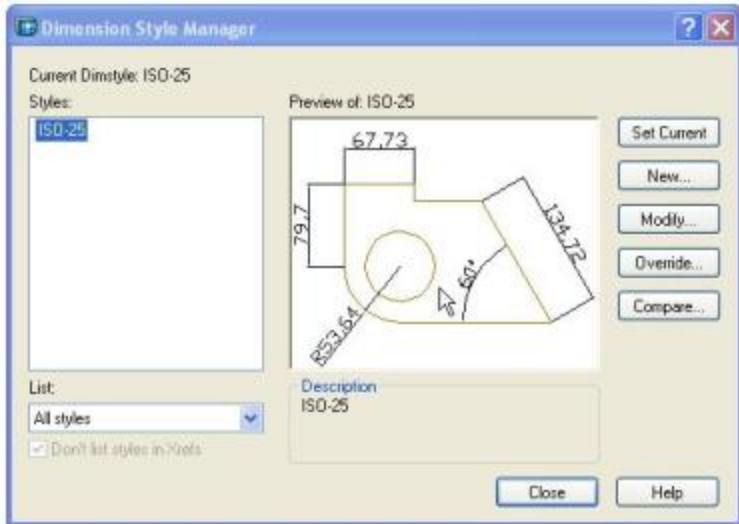 Dimension Style Manager
Current Dimstyle: ISO-25
Styles:
ISO-25
Preview of: ISO-25
67,73
79,7
134,72
60°
R53,64
Set Current
New...
Modify...
Override...
Compare...
List:
All styles
Don't list styles in Xrefs
Description
ISO-25
Close
Help